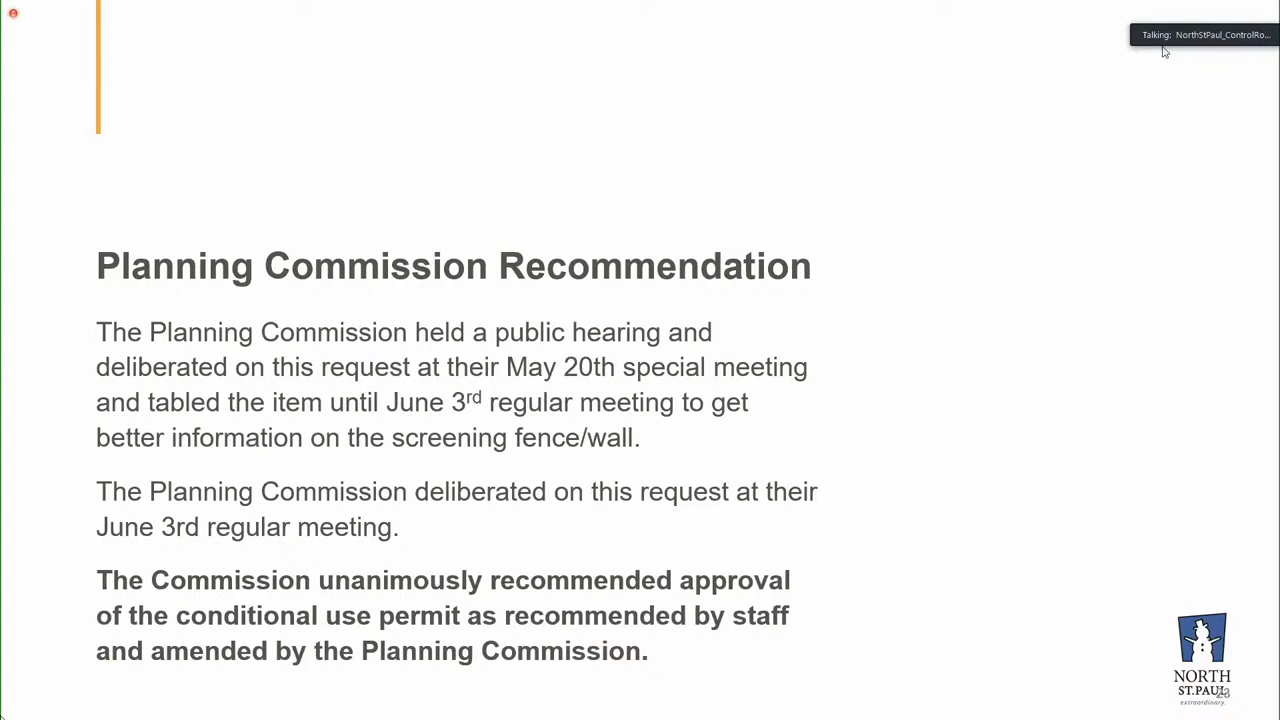 Talking: NorthStPaul_ControlRo...
Planning Commission Recommendation
The Planning Commission held a public hearing and
deliberated on this request at their May 20th special meeting
and tabled the item until June 3rd regular meeting to get
better information on the screening fence/wall.
The Planning Commission deliberated on this request at their
June 3rd regular meeting.
The Commission unanimously recommended approval
of the conditional use permit as recommended by staff
and amended by the Planning Commission.
NORTH
ST.PAUL
extraordinary.
23